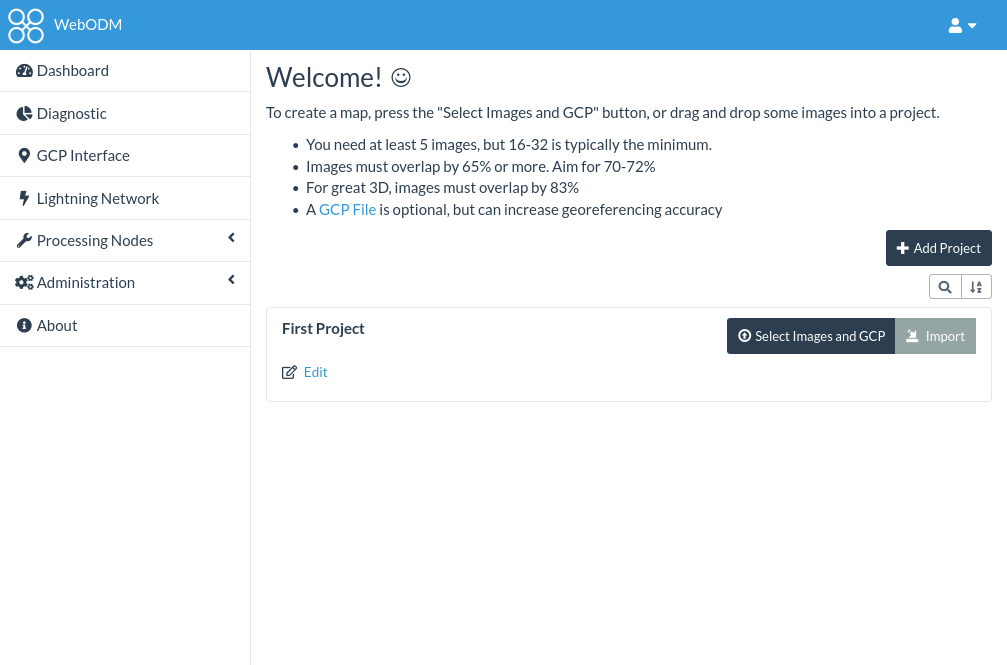 WebODM
Dashboard
Diagnostic
GCP Interface
Lightning Network
Processing Nodes
Administration
About
Welcome!
To create a map, press the "Select Images and GCP" button, or drag and drop some images into a project.
• You need at least 5 images, but 16-32 is typically the minimum.
• Images must overlap by 65% or more. Aim for 70-72%
• For great 3D, images must overlap by 83%
• A GCP File is optional, but can increase georeferencing accuracy
Add Project
First Project
Select Images and GCP
Import
Edit